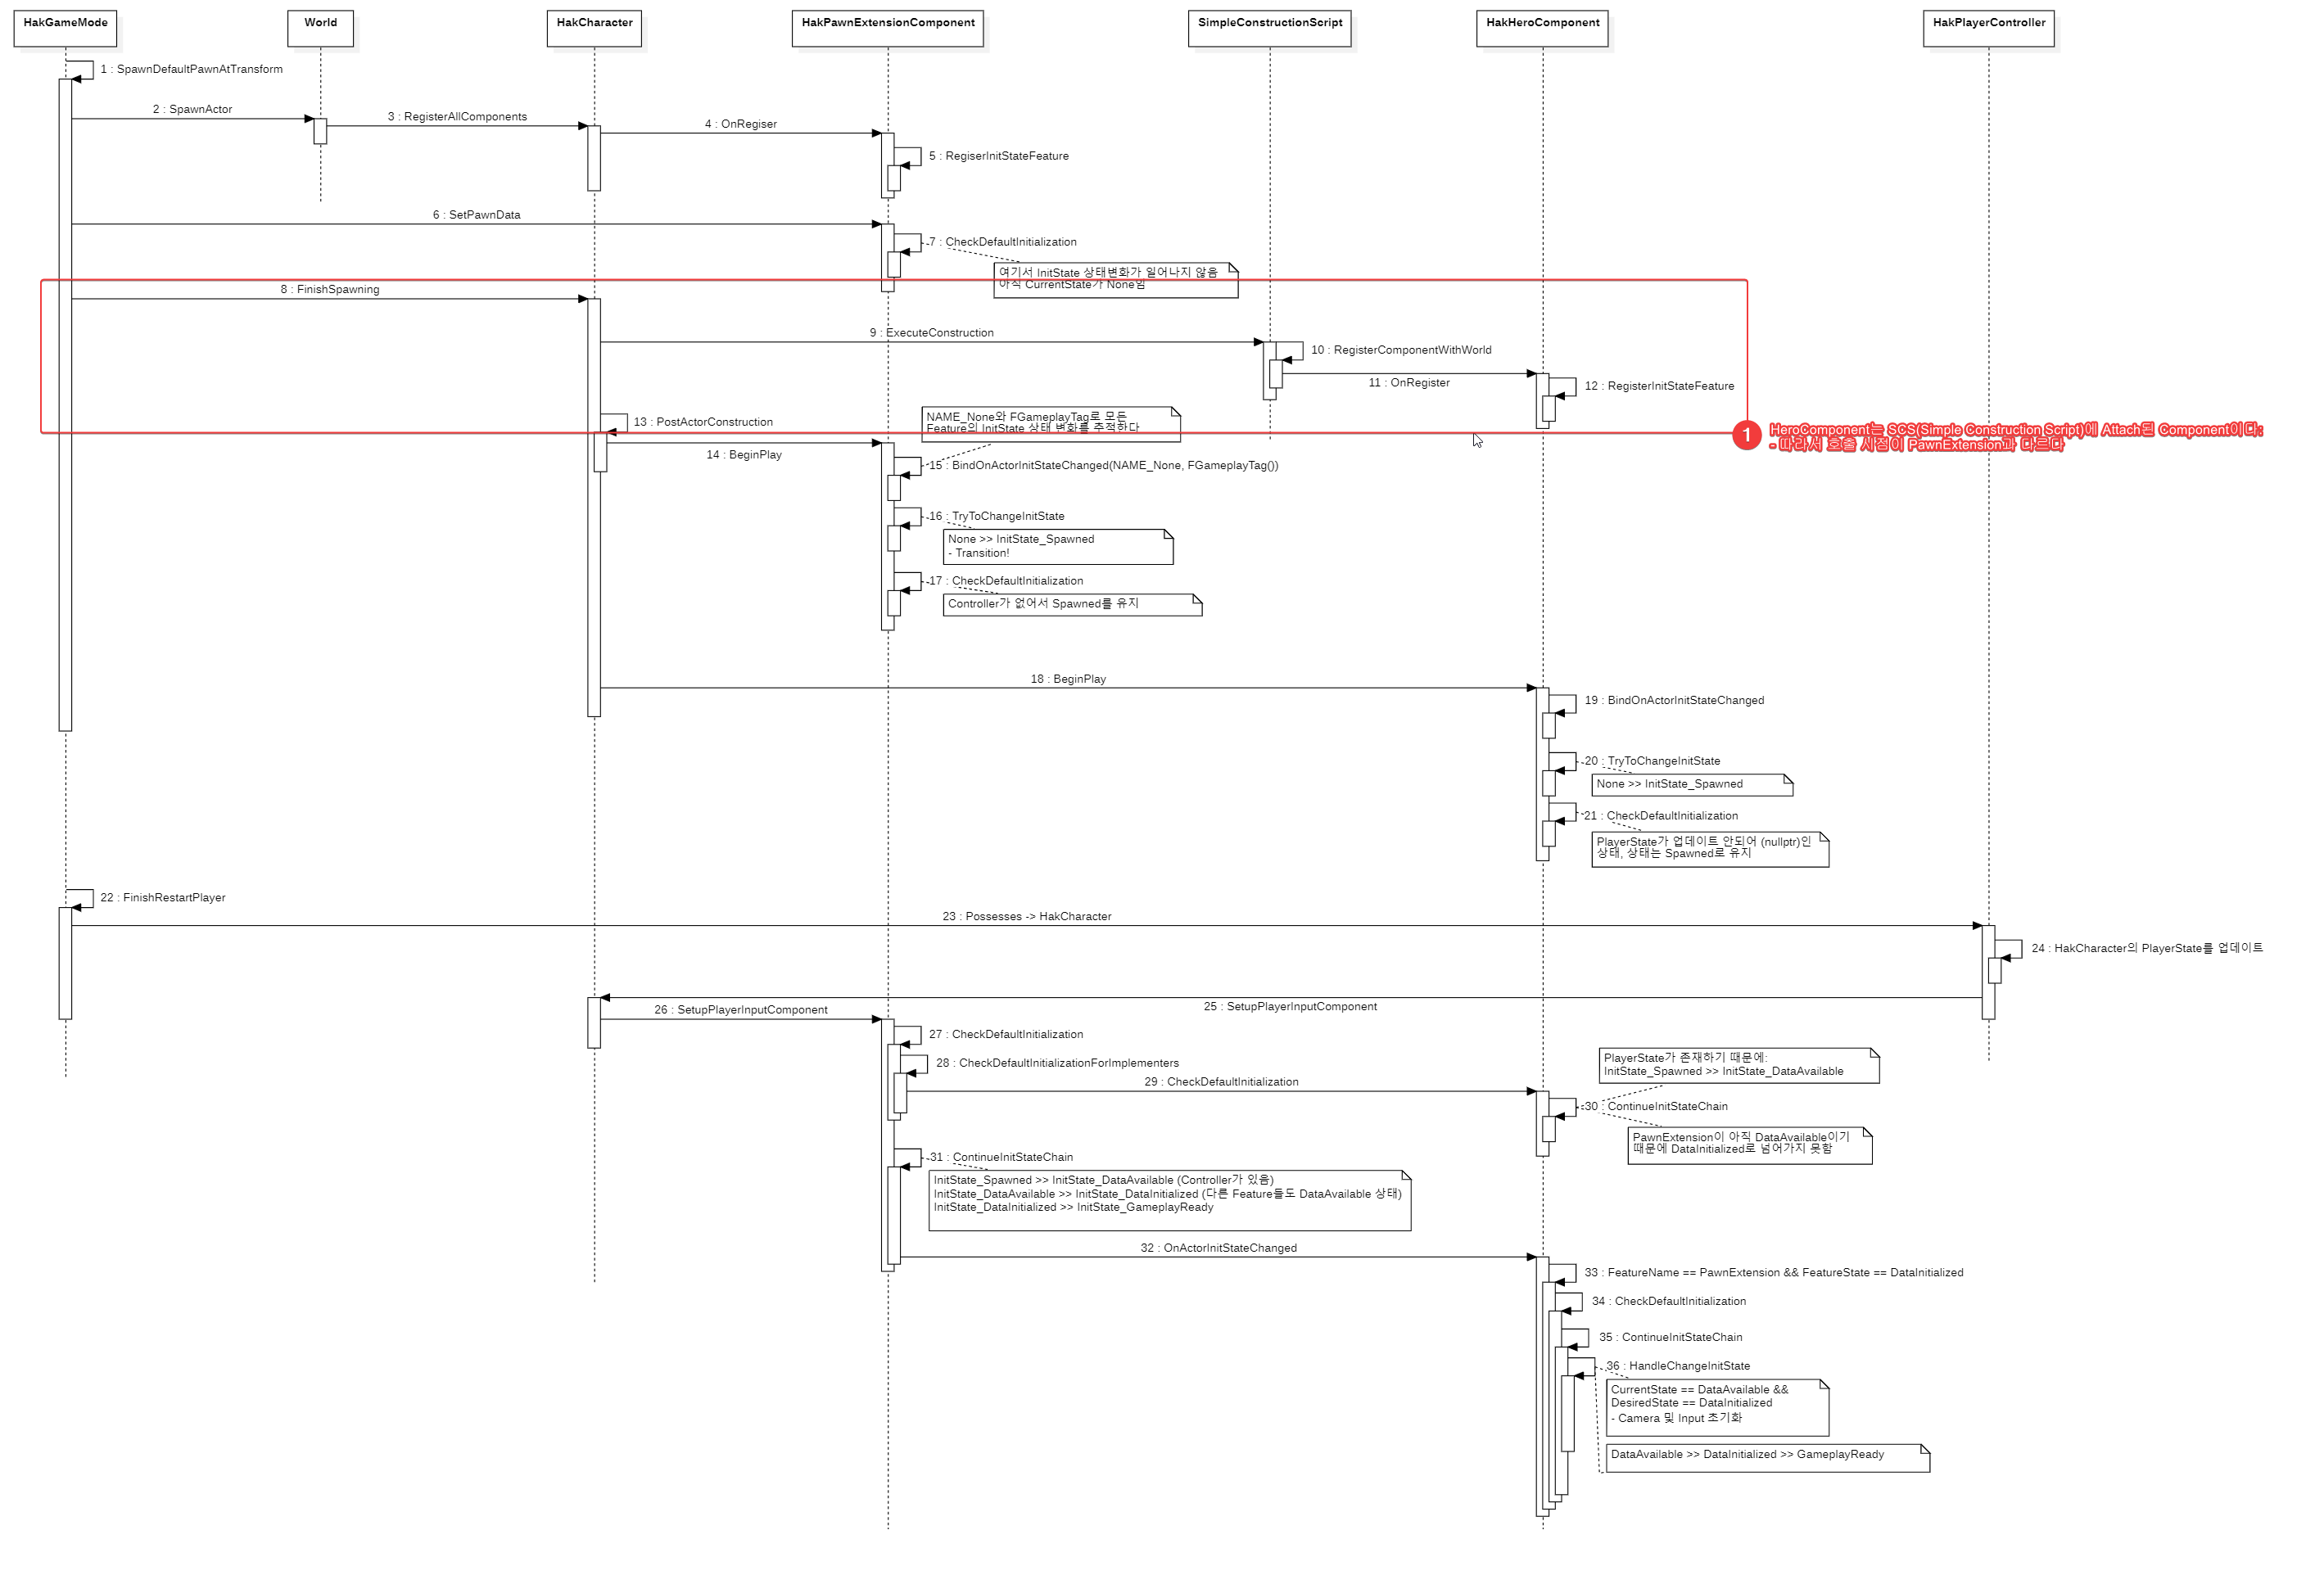 HakGameMode
World
HakCharacter
HakPawnExtensionComponent
SimpleConstructionScript
HakHeroComponent
HakPlayerController
1 : SpawnDefaultPawnAtTransform
2 : SpawnActor
3 : RegisterAllComponents
4 : OnRegiser
5 : RegiserInitStateFeature
6 : SetPawnData
7 : CheckDefaultInitialization
여기서 InitState 상태변화가 일어나지 않음
아직 CurrentState가 None임
8 : FinishSpawning
9 : ExecuteConstruction
10 : RegisterComponentWithWorld
11 : OnRegister
12 : RegisterInitStateFeature
13 : PostActorConstruction
NAME_None와 FGameplayTag로 모든
Feature의 InitState 상태 변화를 추적한다
1
HeroComponent는 SCS(Simple Construction Script)에 Attach된 Component이다:
- 따라서 호출 시점이 PawnExtension과 다르다
14 : BeginPlay
15 : BindOnActorInitStateChanged(NAME_None, FGameplayTag())
16 : TryToChangeInitState
None >> InitState_Spawned
- Transition!
17 : CheckDefaultInitialization
Controller가 없어서 Spawned를 유지
18 : BeginPlay
19 : BindOnActorInitStateChanged
20 : TryToChangeInitState
None >> InitState_Spawned
21 : CheckDefaultInitialization
PlayerState가 업데이트 안되어 (nullptr)인
상태, 상태는 Spawned로 유지
22 : FinishRestartPlayer
23 : Possesses -> HakCharacter
24 : HakCharacter의 PlayerState를 업데이트
25 : SetupPlayerInputComponent
26 : SetupPlayerInputComponent
27 : CheckDefaultInitialization
28 : CheckDefaultInitializationForImplementers
29 : CheckDefaultInitialization
PlayerState가 존재하기 때문에:
InitState_Spawned >> InitState_DataAvailable
30 : ContinueInitStateChain
PawnExtension이 아직 DataAvailable이기
때문에 DataInitialized로 넘어가지 못함
31 : ContinueInitStateChain
InitState_Spawned >> InitState_DataAvailable (Controller가 있음)
InitState_DataAvailable >> InitState_DataInitialized (다른 Feature들도 DataAvailable 상태)
InitState_DataInitialized >> InitState_GameplayReady
32 : OnActorInitStateChanged
33 : FeatureName == PawnExtension && FeatureState == DataInitialized
34 : CheckDefaultInitialization
35 : ContinueInitStateChain
36 : HandleChangeInitState
CurrentState == DataAvailable &&
DesiredState == DataInitialized
- Camera 및 Input 초기화
DataAvailable >> DataInitialized >> GameplayReady